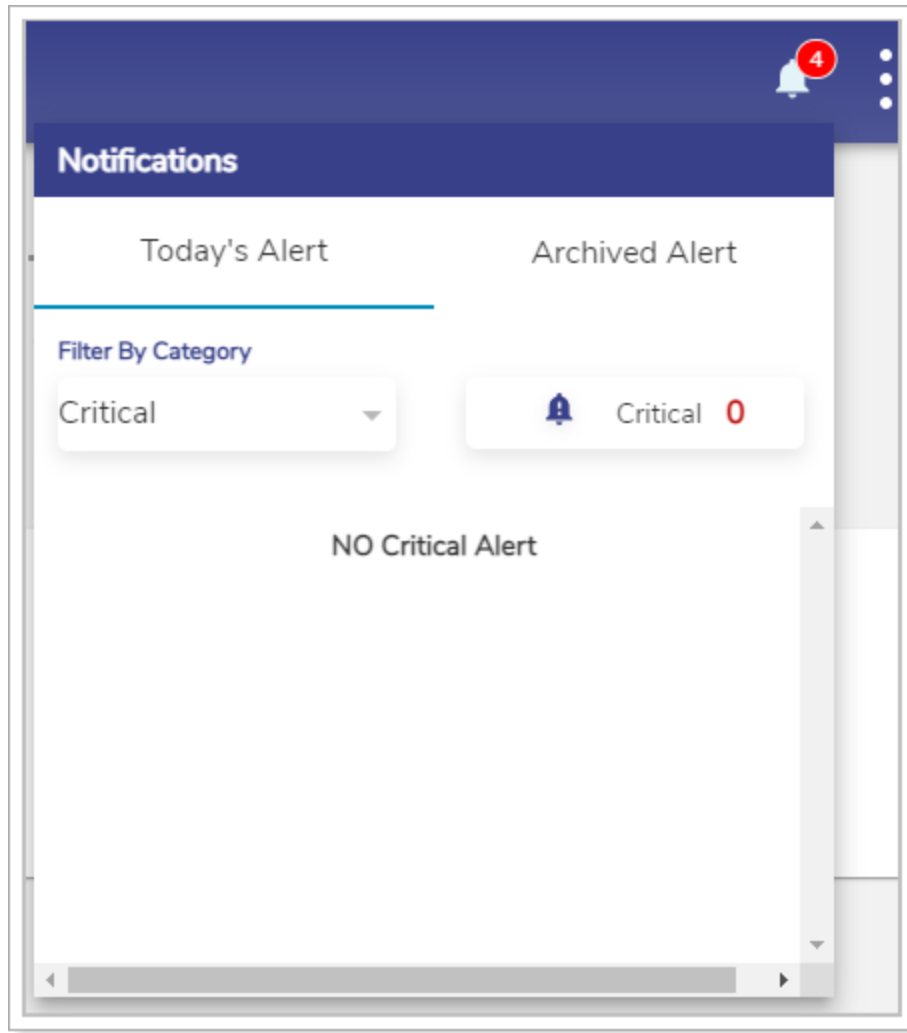 4
Notifications
Today's Alert
Archived Alert
Filter By Category
Critical
Critical 0
NO Critical Alert